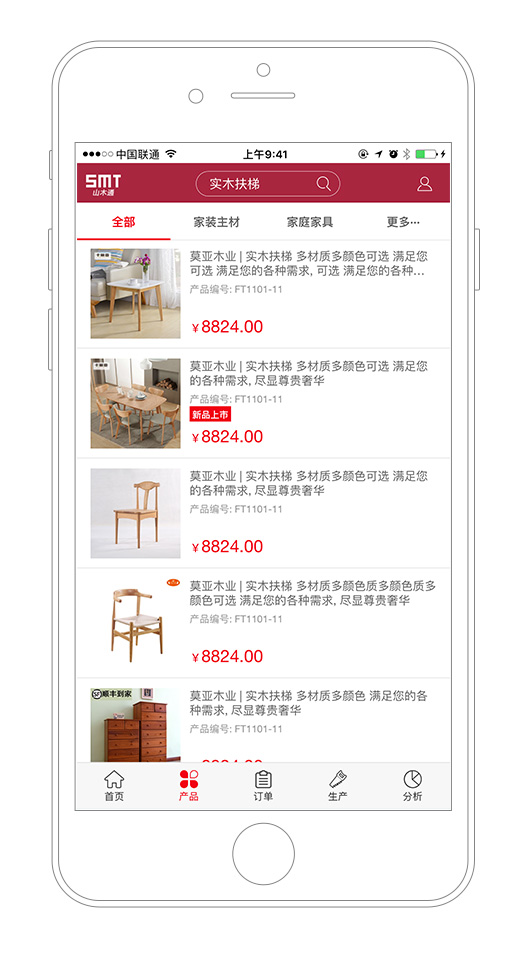 中国联通
上午9:41
SMT
山木通
实木扶梯
全部
家装主材
家庭家具
更多···
莫亚木业 | 实木扶梯 多材质多颜色可选 满足您
可选 满足您的各种需求, 可选 满足您的各种...
产品编号: FT1101-11
¥8824.00
莫亚木业 | 实木扶梯 多材质多颜色可选 满足您
的各种需求, 尽显尊贵奢华
产品编号: FT1101-11
新品上市
¥8824.00
莫亚木业 | 实木扶梯 多材质多颜色可选 满足您
的各种需求, 尽显尊贵奢华
产品编号: FT1101-11
¥8824.00
莫亚木业 | 实木扶梯 多材质多颜色质多颜色质多
颜色可选 满足您的各种需求, 尽显尊贵奢华
产品编号: FT1101-11
¥8824.00
顺丰到家
莫亚木业 | 实木扶梯 多材质多颜色 满足您的各
种需求, 尽显尊贵奢华
产品编号: FT1101-11
首页
产品
订单
生产
分析